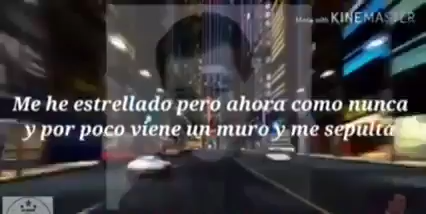 Made with KINEMASTER
Me he estrellado pero ahora como nunca
y por poco viene un muro y me sepulta